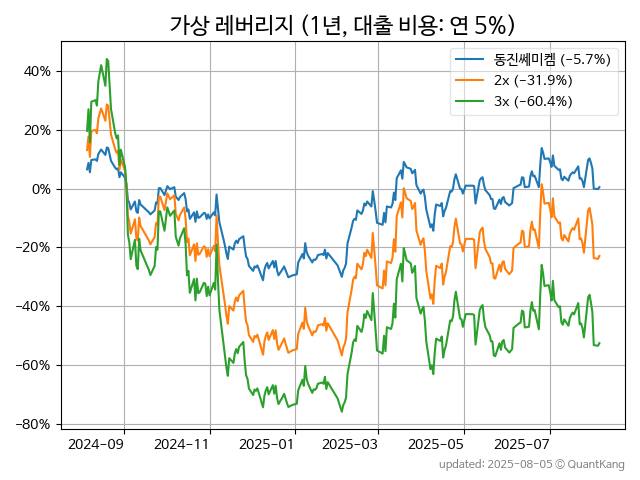 가상 레버리지 (1년, 대출 비용: 연 5%)
동진쎄미켐 (−5.7%)
2x (−31.9%)
3x (−60.4%)
40%
20%
0%
−20%
−40%
−60%
−80%
2024-09 2024-11 2025-01 2025-03 2025-05 2025-07
updated: 2025-08-05 © QuantKang